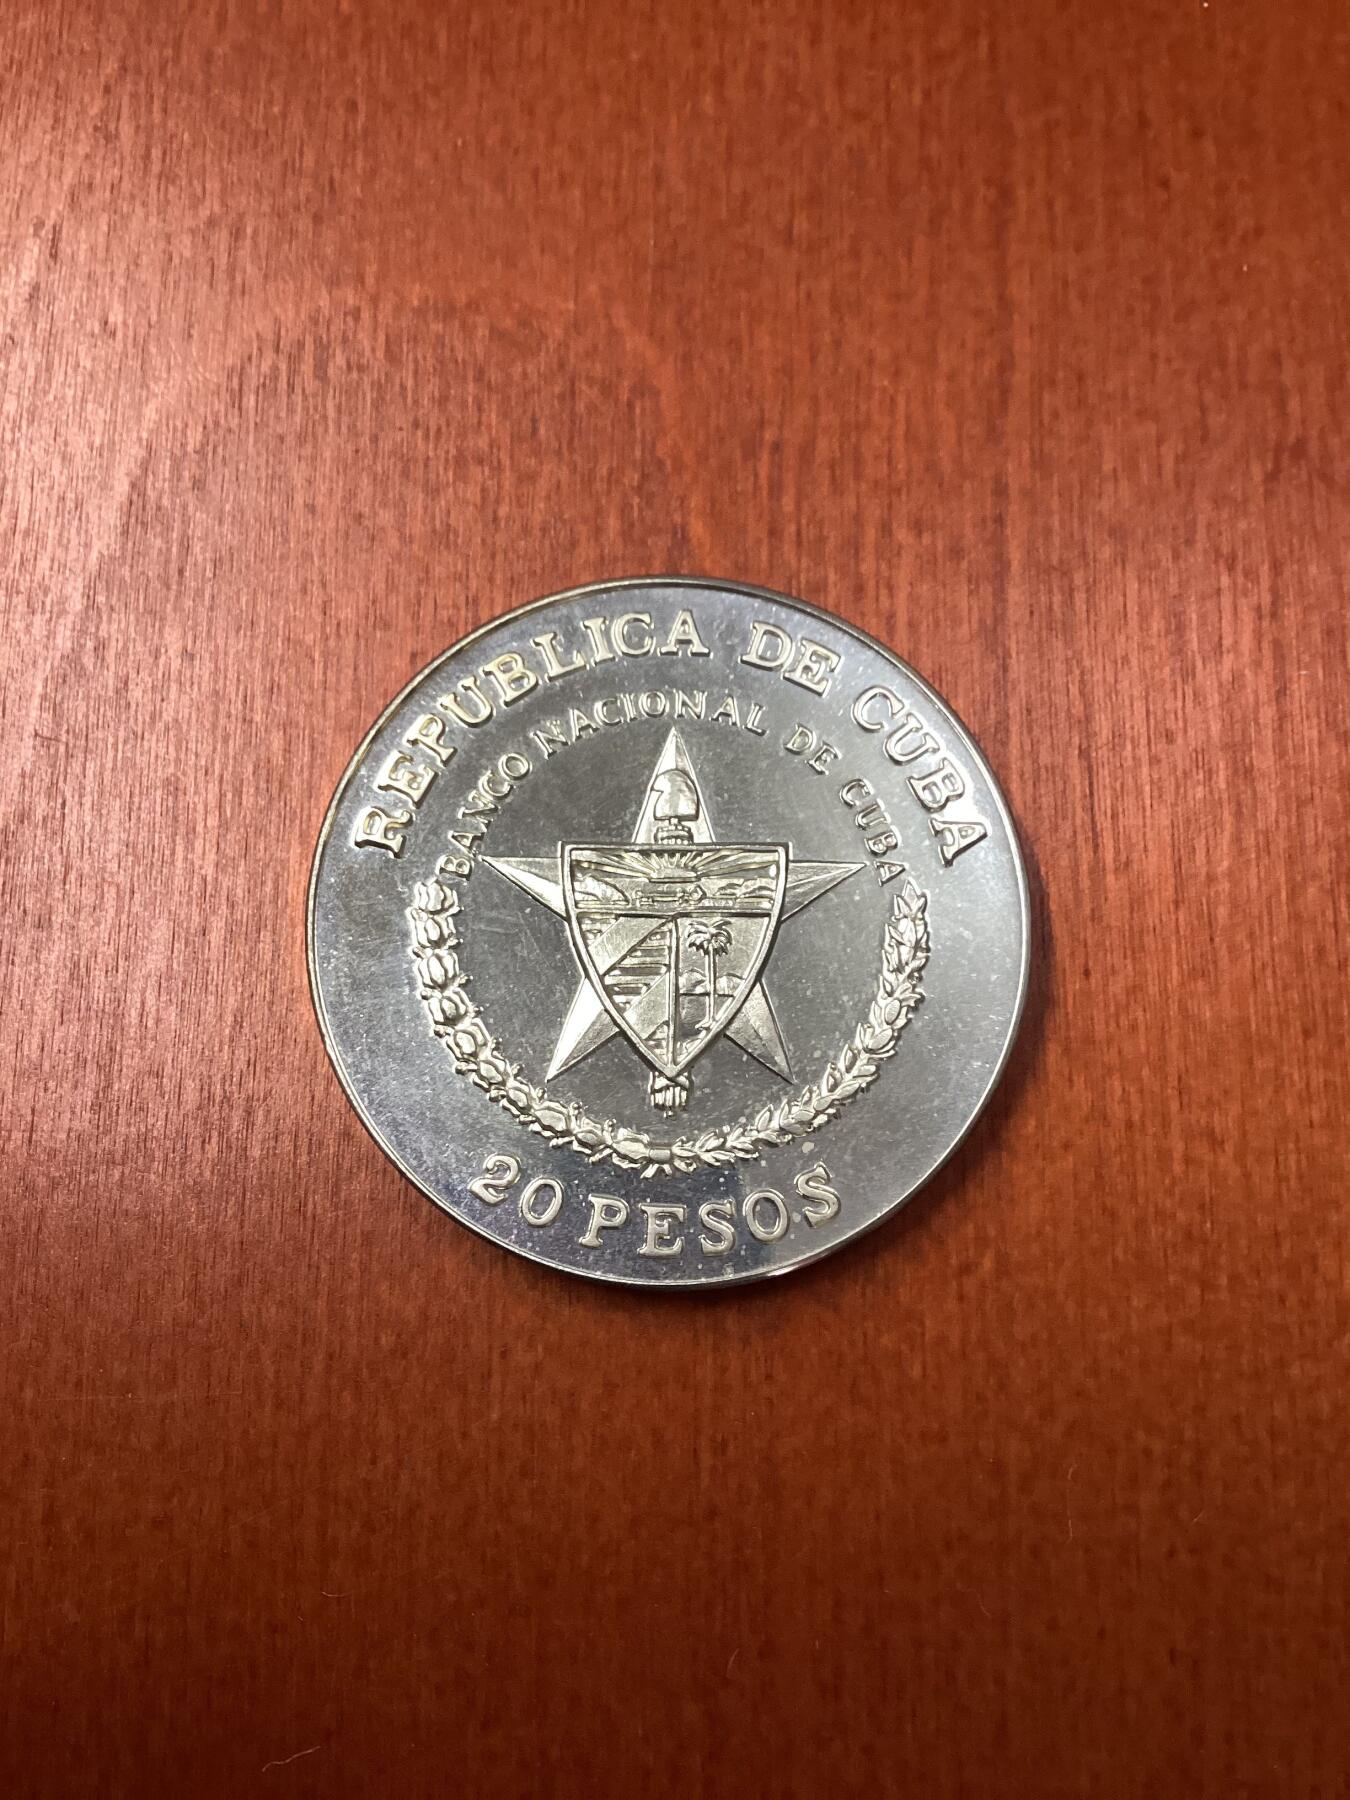 REPUBLICA DE CUBA
BANCO NACIONAL DE CUBA
20 PESOS